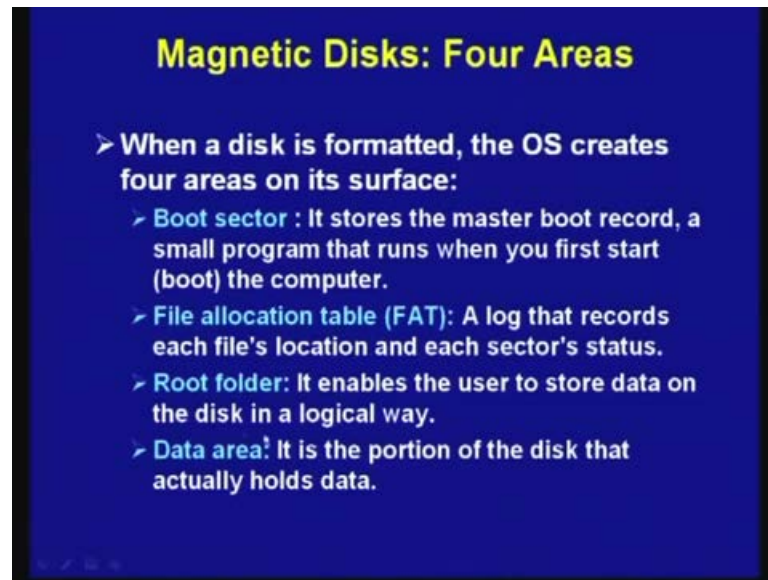 Magnetic Disks: Four Areas
➢ When a disk is formatted, the OS creates
four areas on its surface:
➢ Boot sector : It stores the master boot record, a
small program that runs when you first start
(boot) the computer.
➢ File allocation table (FAT): A log that records
each file's location and each sector's status.
➢ Root folder: It enables the user to store data on
the disk in a logical way.
➢ Data area: It is the portion of the disk that
actually holds data.